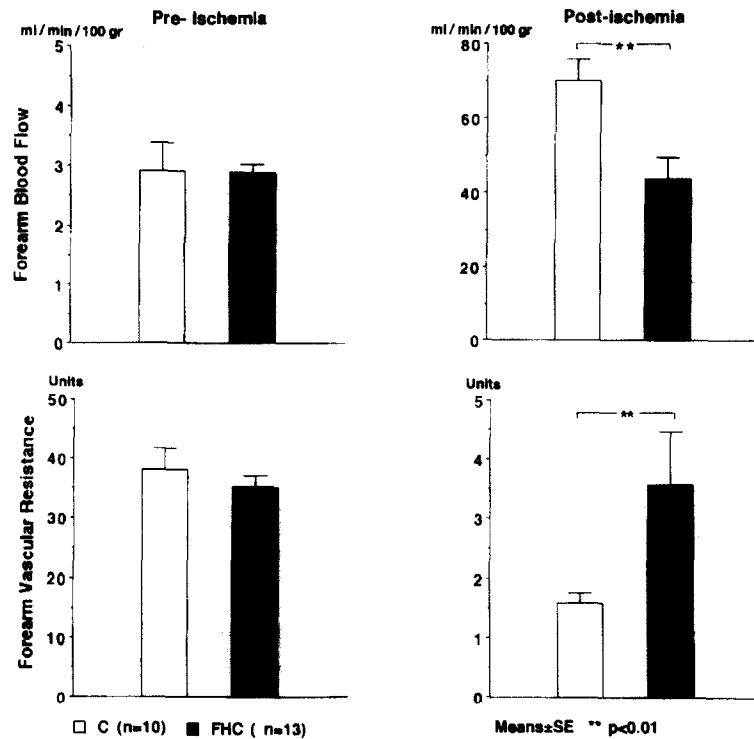 Pre- Ischemia
ml / min / 100 gr
5
4
3
2
1
0
Forearm Blood Flow
Post-ischemia
ml / min / 100 gr
80
60
40
20
0
**
Units
50
40
30
20
10
0
Forearm Vascular Resistance
Units
5
4
3
2
1
0
**
C (n=10) FHC ( n=13)
Means±SE ** p<0.01